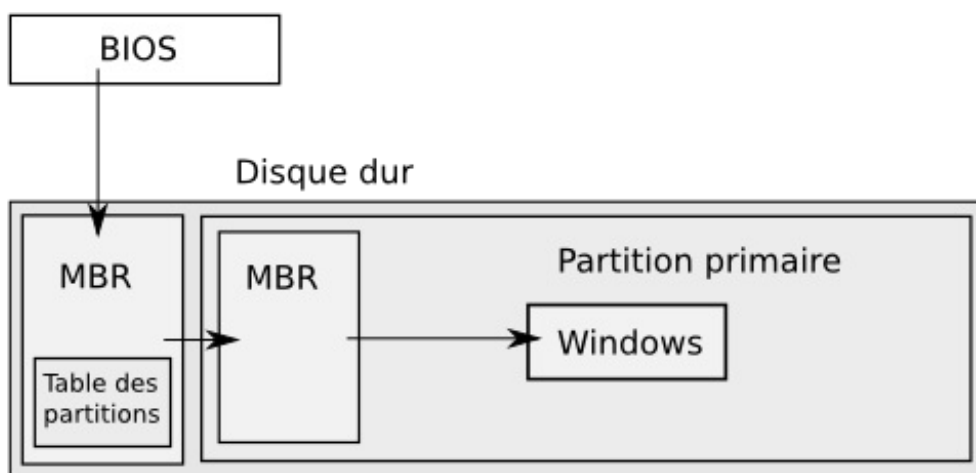 BIOS
Disque dur
MBR
Table des
partitions
MBR
Partition primaire
Windows